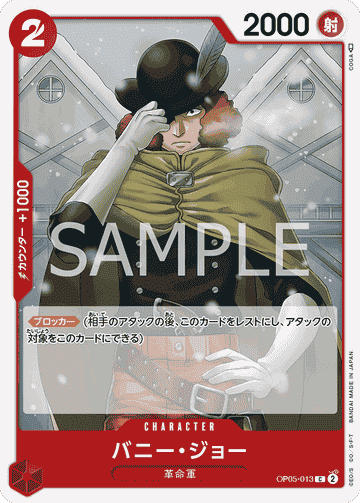 2
2000
射
COGA
カウンター +1000
SAMPLE
ブロッカー (相手のアタックの後、このカードをレストにし、アタックの
対象をこのカードにできる)
CHARACTER
バニー・ジョー
革命軍
OP05-013 C 2
BANDAI MADE IN JAPAN
©E.O/S ©O.・S・F・T